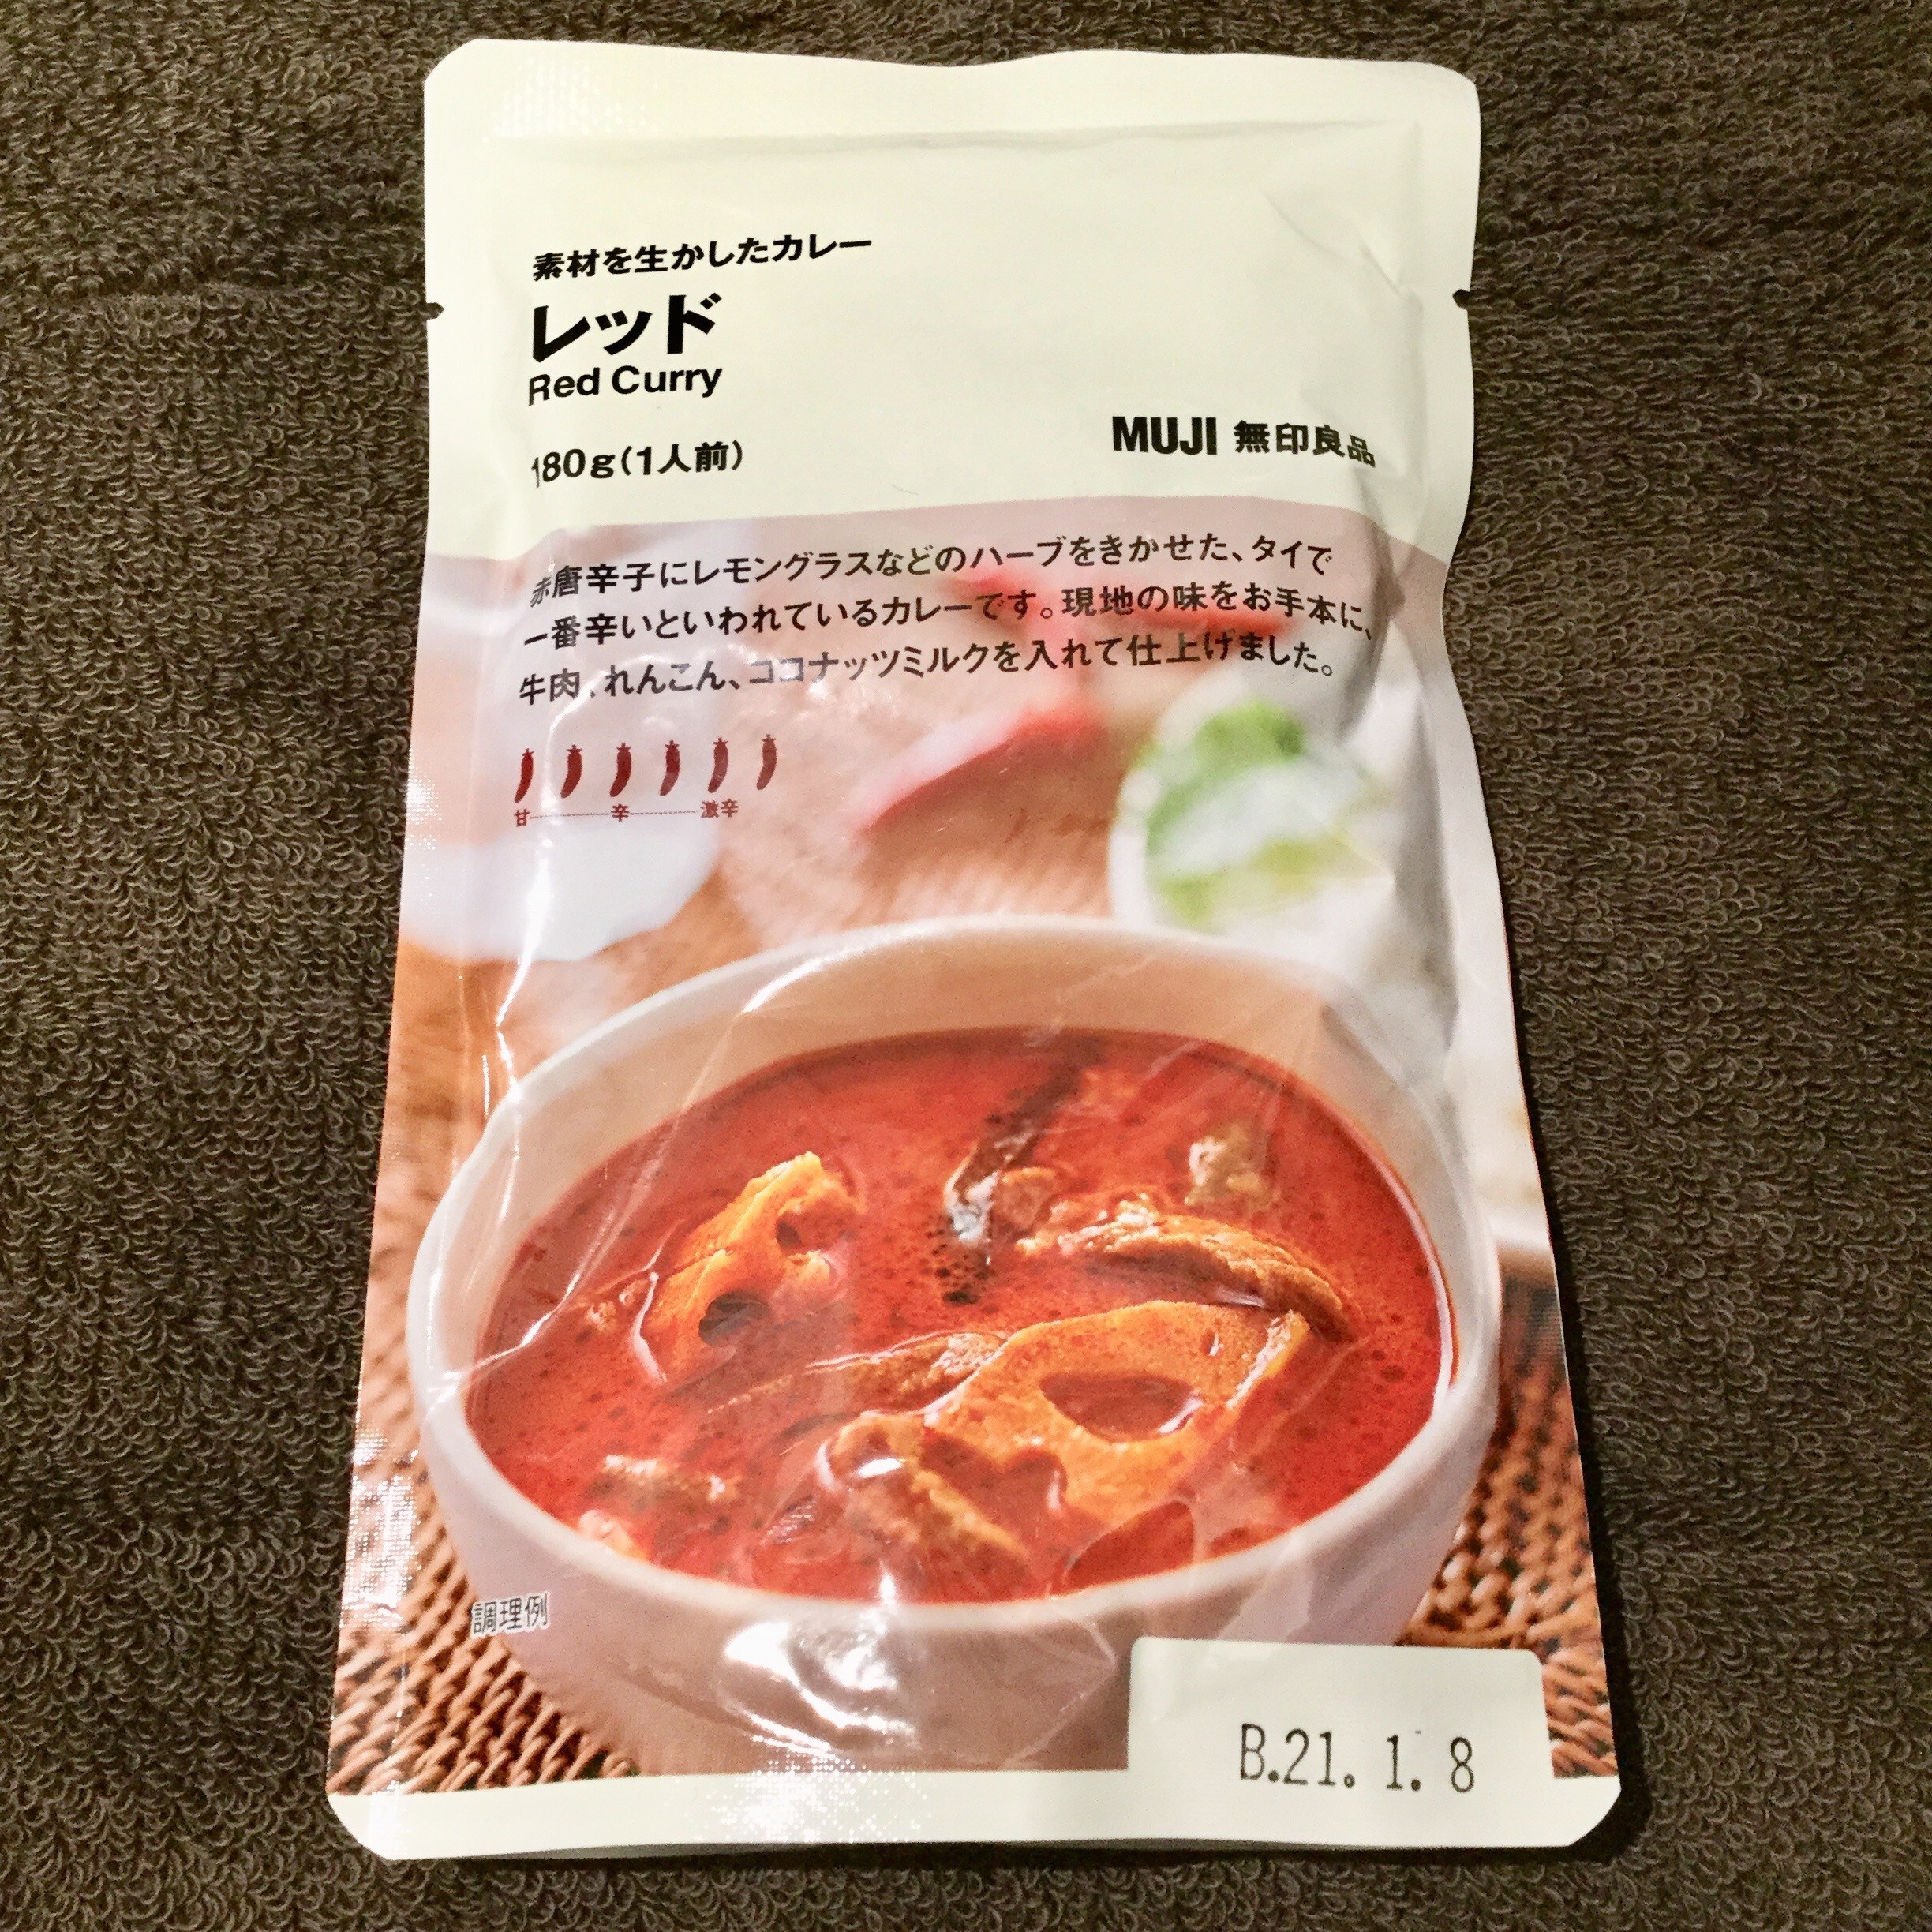 素材を生かしたカレー
レッド
Red Curry
180g(1人前)
MUJI 無印良品
赤唐辛子にレモングラスなどのハーブをきかせた、タイで
一番辛いといわれているカレーです。現地の味をお手本に、
牛肉、れんこん、ココナッツミルクを入れて仕上げました。
甘 辛 激辛
調理例
B.21. 1. 8